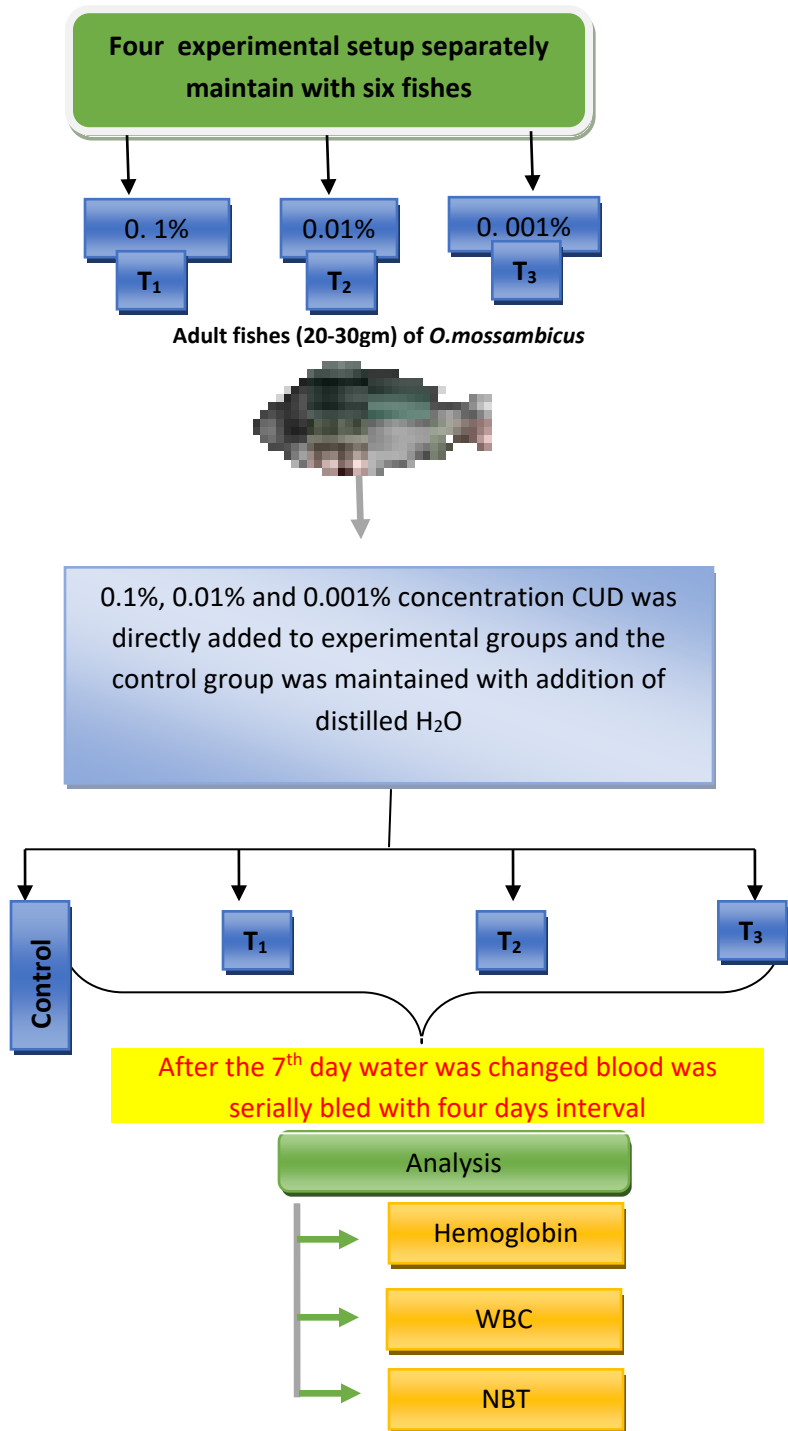 Four experimental setup separately
maintain with six fishes
0. 1%
0.01%
0. 001%
T₁
T₂
T₃
Adult fishes (20-30gm) of O.mossambicus
0.1%, 0.01% and 0.001% concentration CUD was
directly added to experimental groups and the
control group was maintained with addition of
distilled H₂O
Control
T₁
T₂
T₃
After the 7th day water was changed blood was
serially bled with four days interval
Analysis
Hemoglobin
WBC
NBT